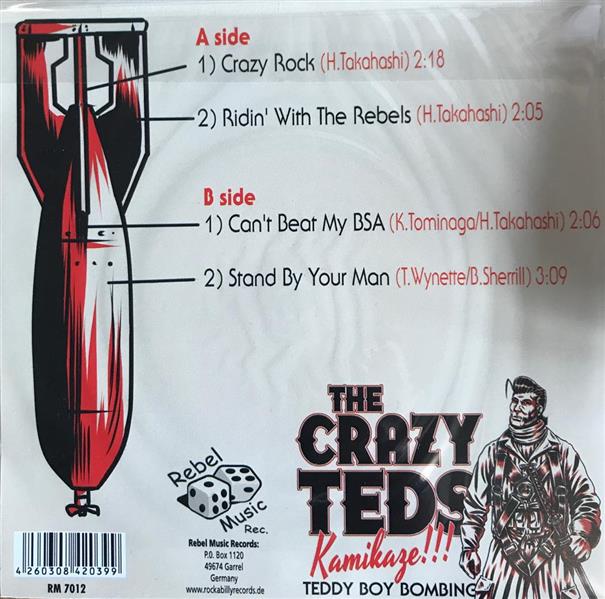 A side
1) Crazy Rock (H.Takahashi) 2:18
2) Ridin' With The Rebels (H.Takahashi) 2:05
B side
1) Can't Beat My BSA (K.Tominaga/H.Takahashi) 2:06
2) Stand By Your Man (T.Wynette/B.Sherrill) 3:09
THE
CRAZY
TEDS
Kamikaze!!!
TEDDY BOY BOMBING
Rebel
Music
Rec.
Rebel Music Records:
P.O. Box 1120
49674 Garrel
Germany
www.rockabillyrecords.de
4 260308 420399
RM 7012